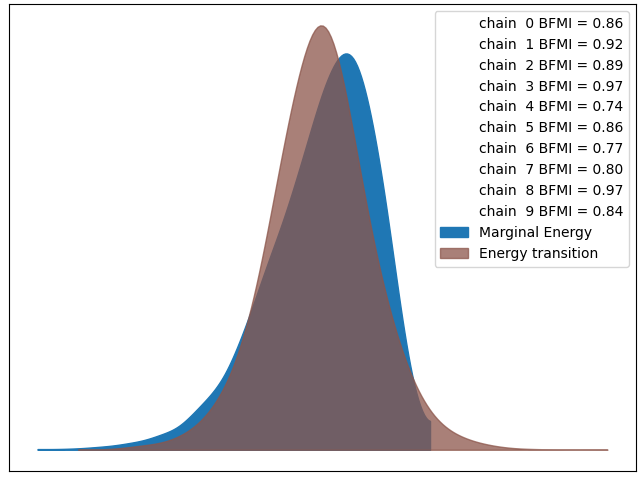 chain  0 BFMI = 0.86
chain  1 BFMI = 0.92
chain  2 BFMI = 0.89
chain  3 BFMI = 0.97
chain  4 BFMI = 0.74
chain  5 BFMI = 0.86
chain  6 BFMI = 0.77
chain  7 BFMI = 0.80
chain  8 BFMI = 0.97
chain  9 BFMI = 0.84
Marginal Energy
Energy transition